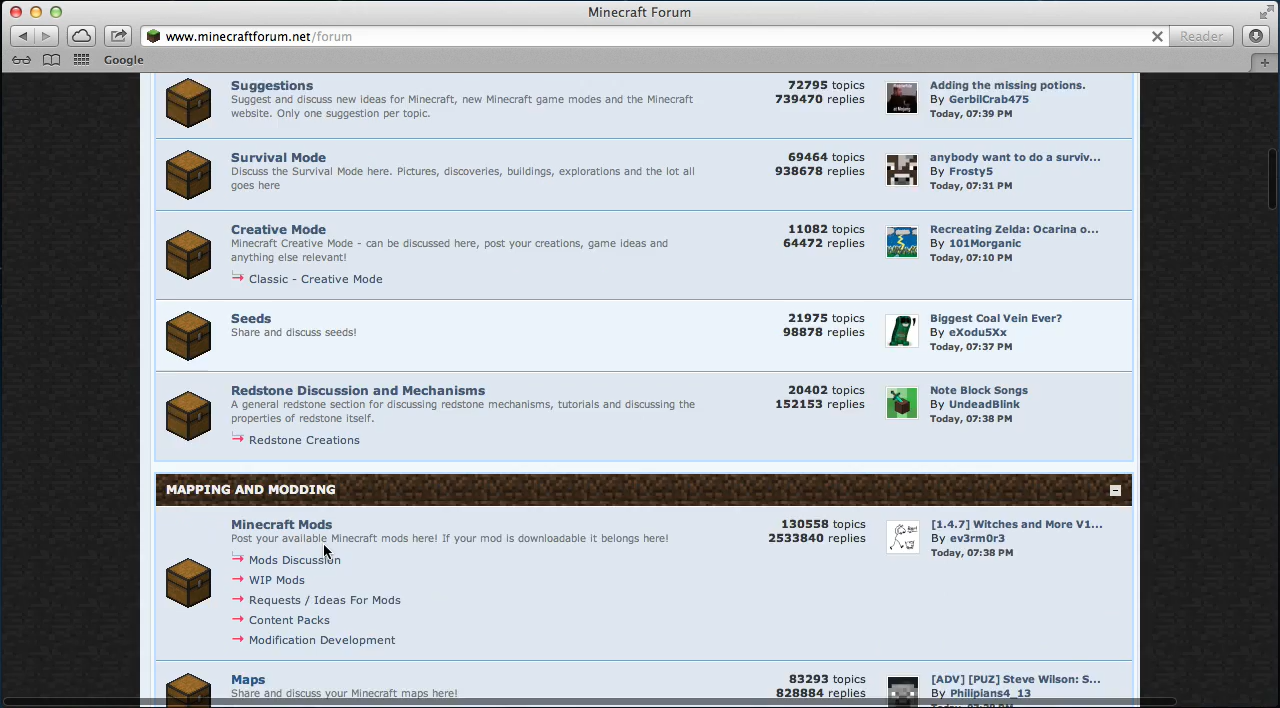 Minecraft Forum
www.minecraftforum.net/forum
Reader
Google
Suggestions
Suggest and discuss new ideas for Minecraft, new Minecraft game modes and the Minecraft
website. Only one suggestion per topic.
72795 topics
739470 replies
Adding the missing potions.
By GerbilCrab475
Today, 07:39 PM
Survival Mode
Discuss the Survival Mode here. Pictures, discoveries, buildings, explorations and the lot all
goes here
69464 topics
938678 replies
anybody want to do a surviv...
By Frosty5
Today, 07:31 PM
Creative Mode
Minecraft Creative Mode - can be discussed here, post your creations, game ideas and
anything else relevant!
Classic - Creative Mode
11082 topics
64472 replies
Recreating Zelda: Ocarina o...
By 101Morganic
Today, 07:10 PM
Seeds
Share and discuss seeds!
21975 topics
98878 replies
Biggest Coal Vein Ever?
By eXodu5Xx
Today, 07:37 PM
Redstone Discussion and Mechanisms
A general redstone section for discussing redstone mechanisms, tutorials and discussing the
properties of redstone itself.
Redstone Creations
20402 topics
152153 replies
Note Block Songs
By UndeadBlink
Today, 07:38 PM
MAPPING AND MODDING
Minecraft Mods
Post your available Minecraft mods here! If your mod is downloadable it belongs here!
Mods Discussion
WIP Mods
Requests / Ideas For Mods
Content Packs
Modification Development
130558 topics
2533840 replies
[1.4.7] Witches and More V1...
By ev3rm0r3
Today, 07:38 PM
Maps
Share and discuss your Minecraft maps here!
83293 topics
828884 replies
[ADV] [PUZ] Steve Wilson: S...
By Philipians4_13